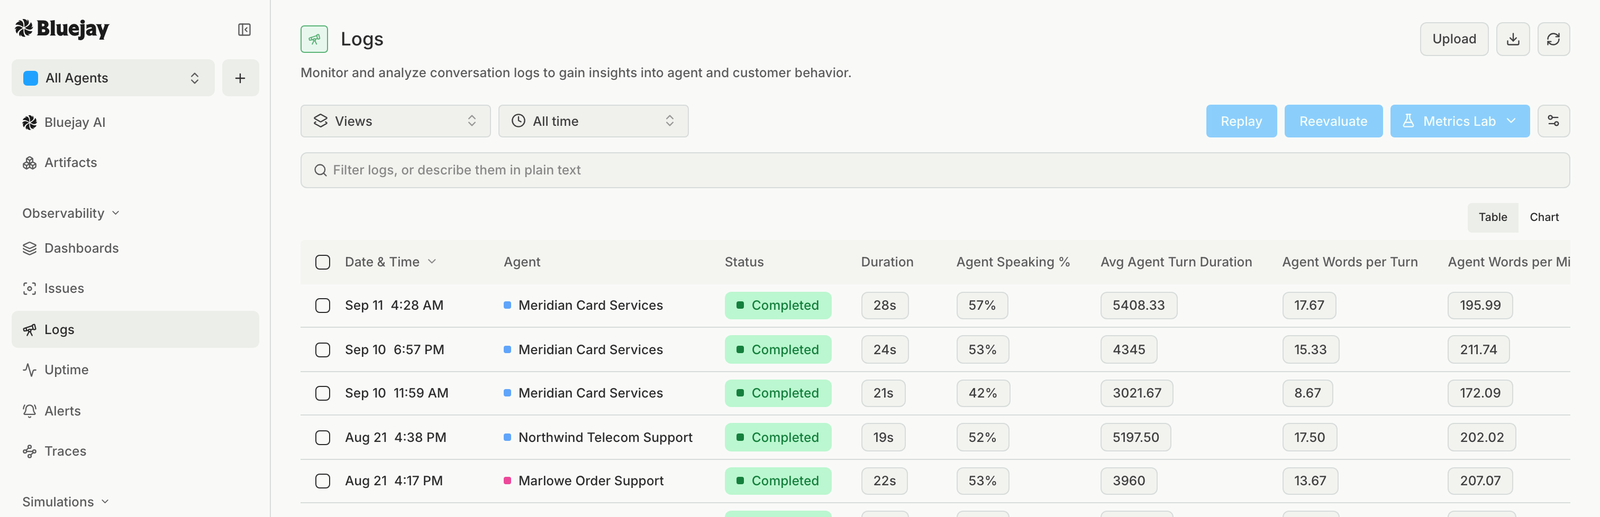 Bluejay
All Agents
Bluejay AI
Artifacts
Observability
Dashboards
Issues
Logs
Uptime
Alerts
Traces
Simulations
Logs
Upload
Monitor and analyze conversation logs to gain insights into agent and customer behavior.
Views
All time
Replay
Reevaluate
Metrics Lab
Filter logs, or describe them in plain text
Table Chart
Date & Time Agent Status Duration Agent Speaking % Avg Agent Turn Duration Agent Words per Turn Agent Words per Mi
Sep 11 4:28 AM Meridian Card Services Completed 28s 57% 5408.33 17.67 195.99
Sep 10 6:57 PM Meridian Card Services Completed 24s 53% 4345 15.33 211.74
Sep 10 11:59 AM Meridian Card Services Completed 21s 42% 3021.67 8.67 172.09
Aug 21 4:38 PM Northwind Telecom Support Completed 19s 52% 5197.50 17.50 202.02
Aug 21 4:17 PM Marlowe Order Support Completed 22s 53% 3960 13.67 207.07